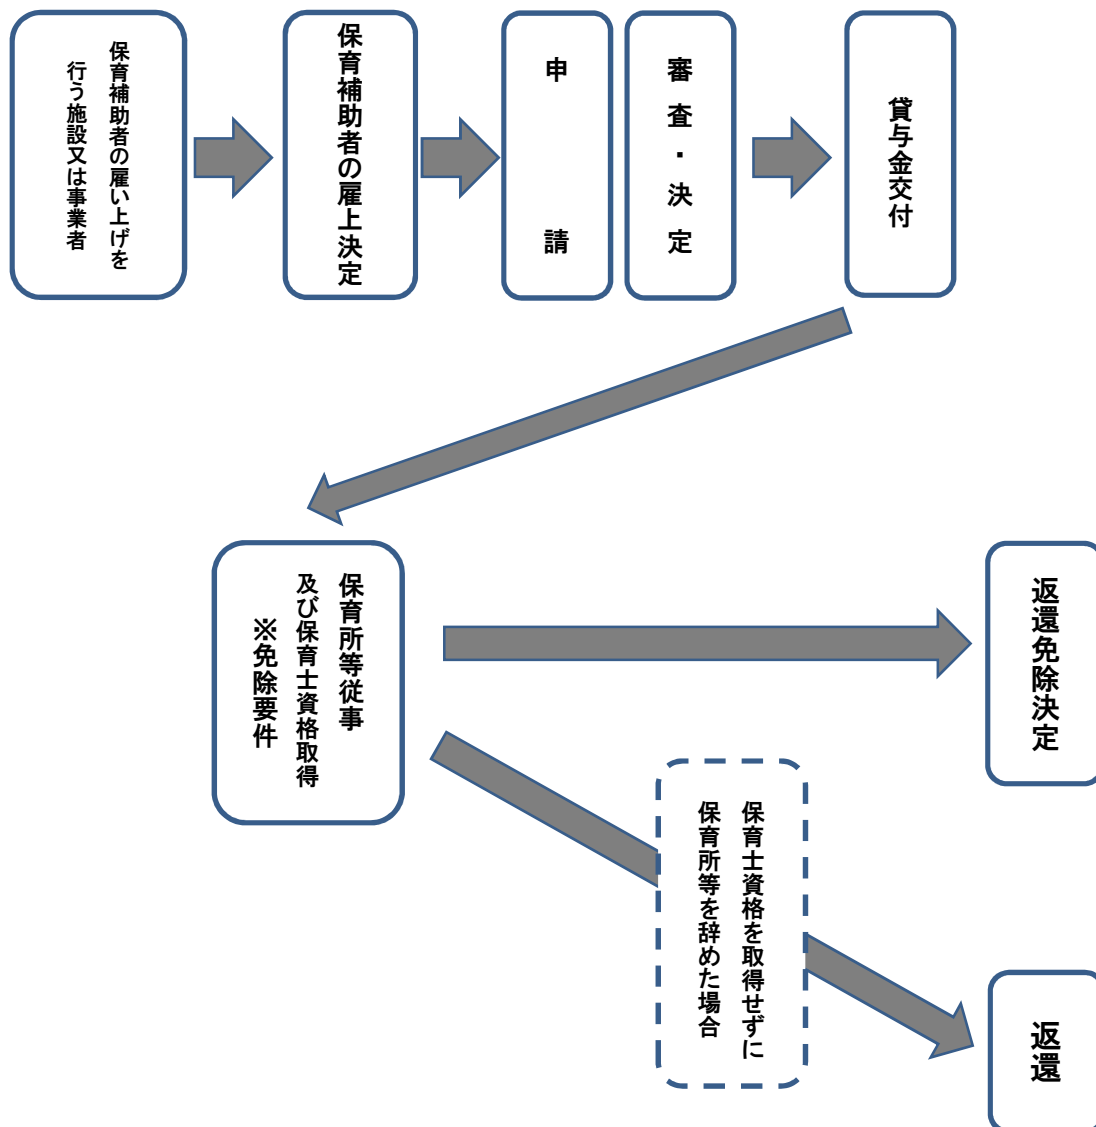 保育補助者の雇い上げを
行う施設又は事業者
保育補助者の雇上決定
申請
審査・決定
貸与金交付
保育所等従事
及び保育士資格取得
※免除要件
返還免除決定
保育士資格を取得せずに
保育所等を辞めた場合
返還